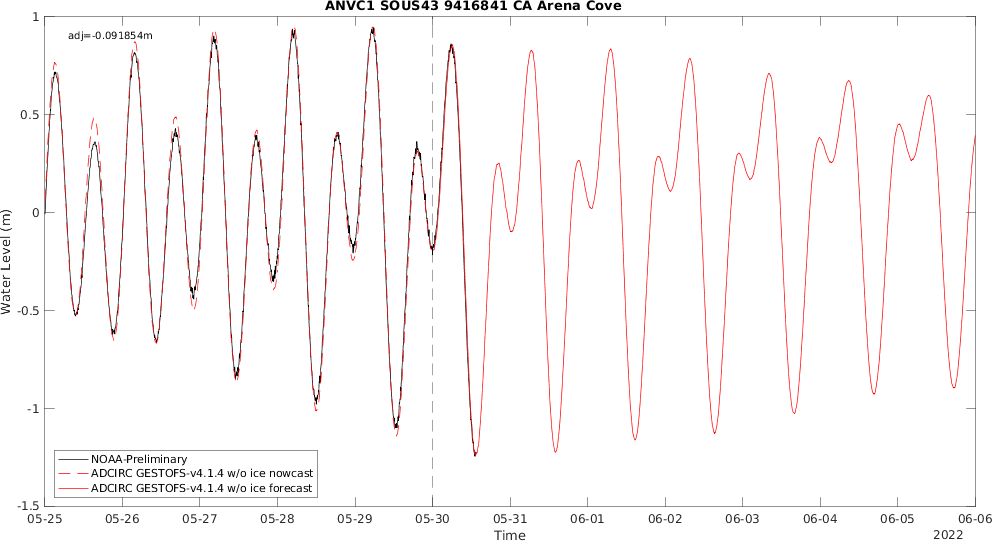 ANVC1 SOUS43 9416841 CA Arena Cove
adj=-0.091854m
1
0.5
0
-0.5
-1
-1.5
Water Level (m)
NOAA-Preliminary
ADCIRC GESTOFS-v4.1.4 w/o ice nowcast
ADCIRC GESTOFS-v4.1.4 w/o ice forecast
05-25 05-26 05-27 05-28 05-29 05-30 05-31 06-01 06-02 06-03 06-04 06-05 06-06
Time
2022